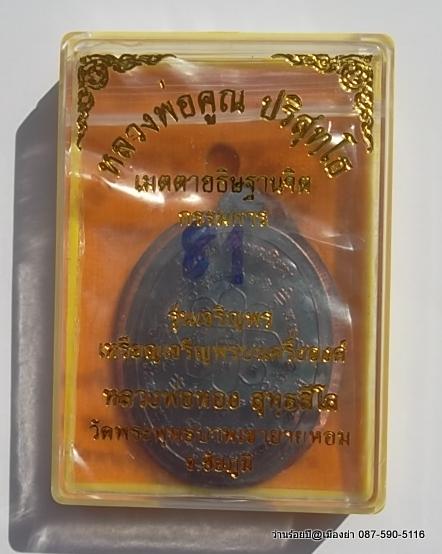 หลวงพ่อคูณ ปริสุทฺโธ
เมตตาอธิษฐานจิต
กรรมการ
81
รุ่นเจริญพร
เหรียญเจริญพรบนครึ่งองค์
หลวงพ่อทอง สุทฺธสีโล
วัดพระพุทธบาทเขายายหอม
จ.ชัยภูมิ
ว่านร้อยปี@เมืองย่า 087-590-5116